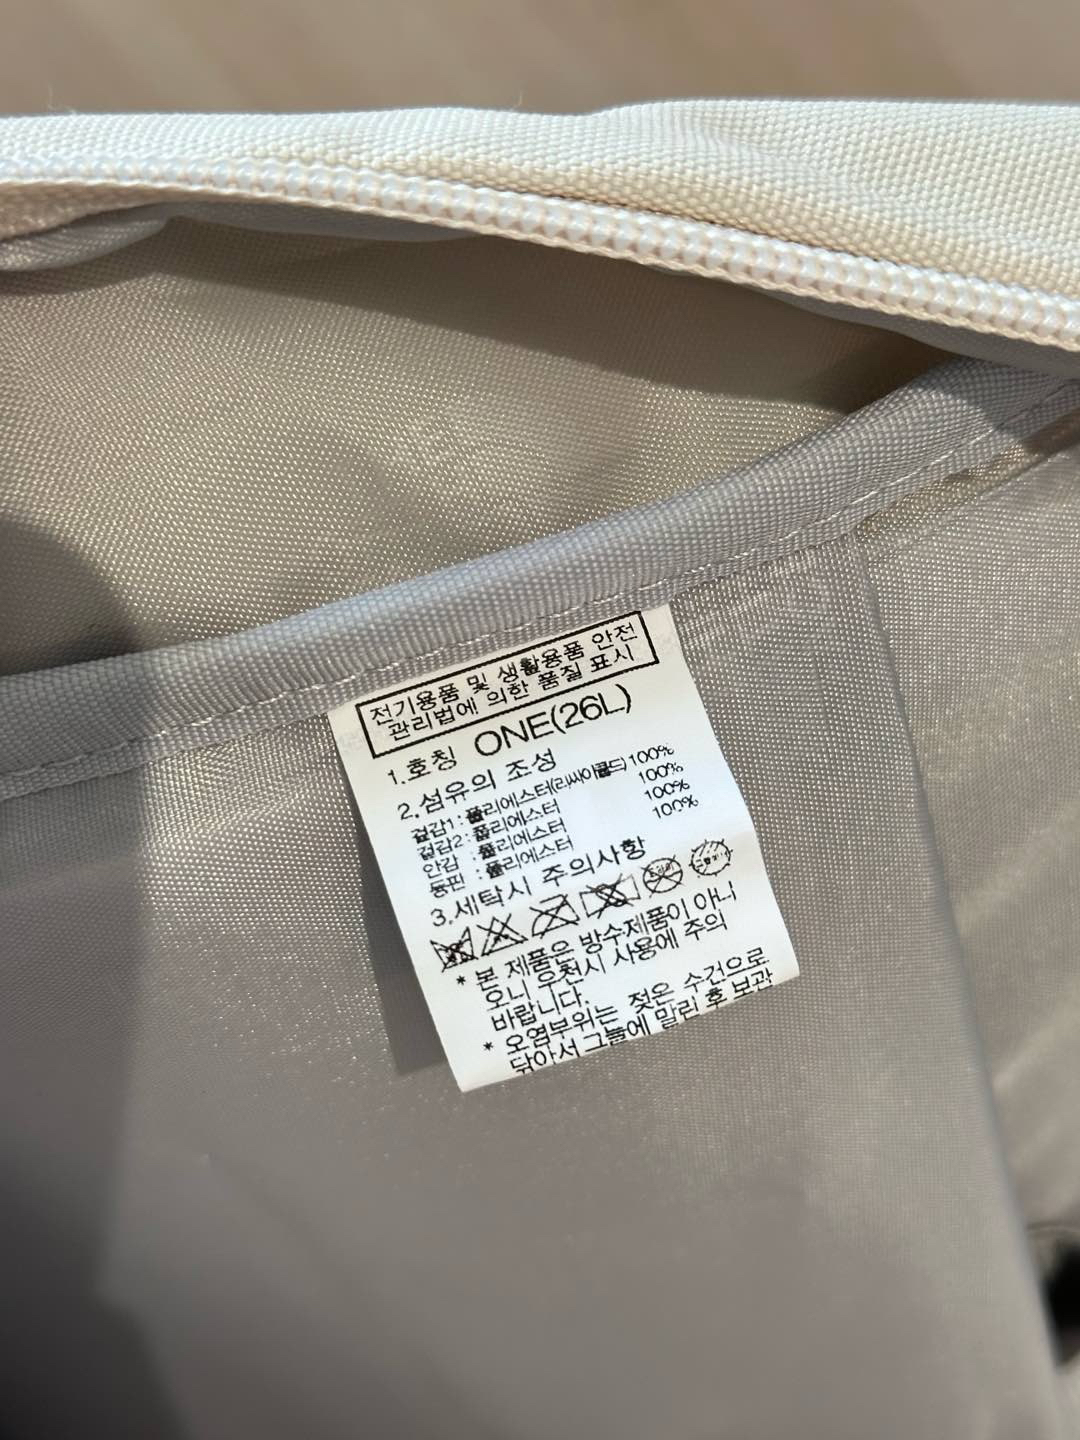 전기용품 및 생활용품 안전
관리법에 의한 품질 표시
1.호칭 ONE(26L)
2.섬유의 조성
겉감1 : 폴리에스터(리싸이클드) 100%
겉감2 : 폴리에스터 100%
안감 : 폴리에스터 100%
등판 : 폴리에스터 100%
3.세탁시 주의사항
* 본 제품은 방수제품이 아니
오니 우천시 사용에 주의
바랍니다.
* 오염부위는 젖은 수건으로
닦아서 그늘에 말린 후 보관